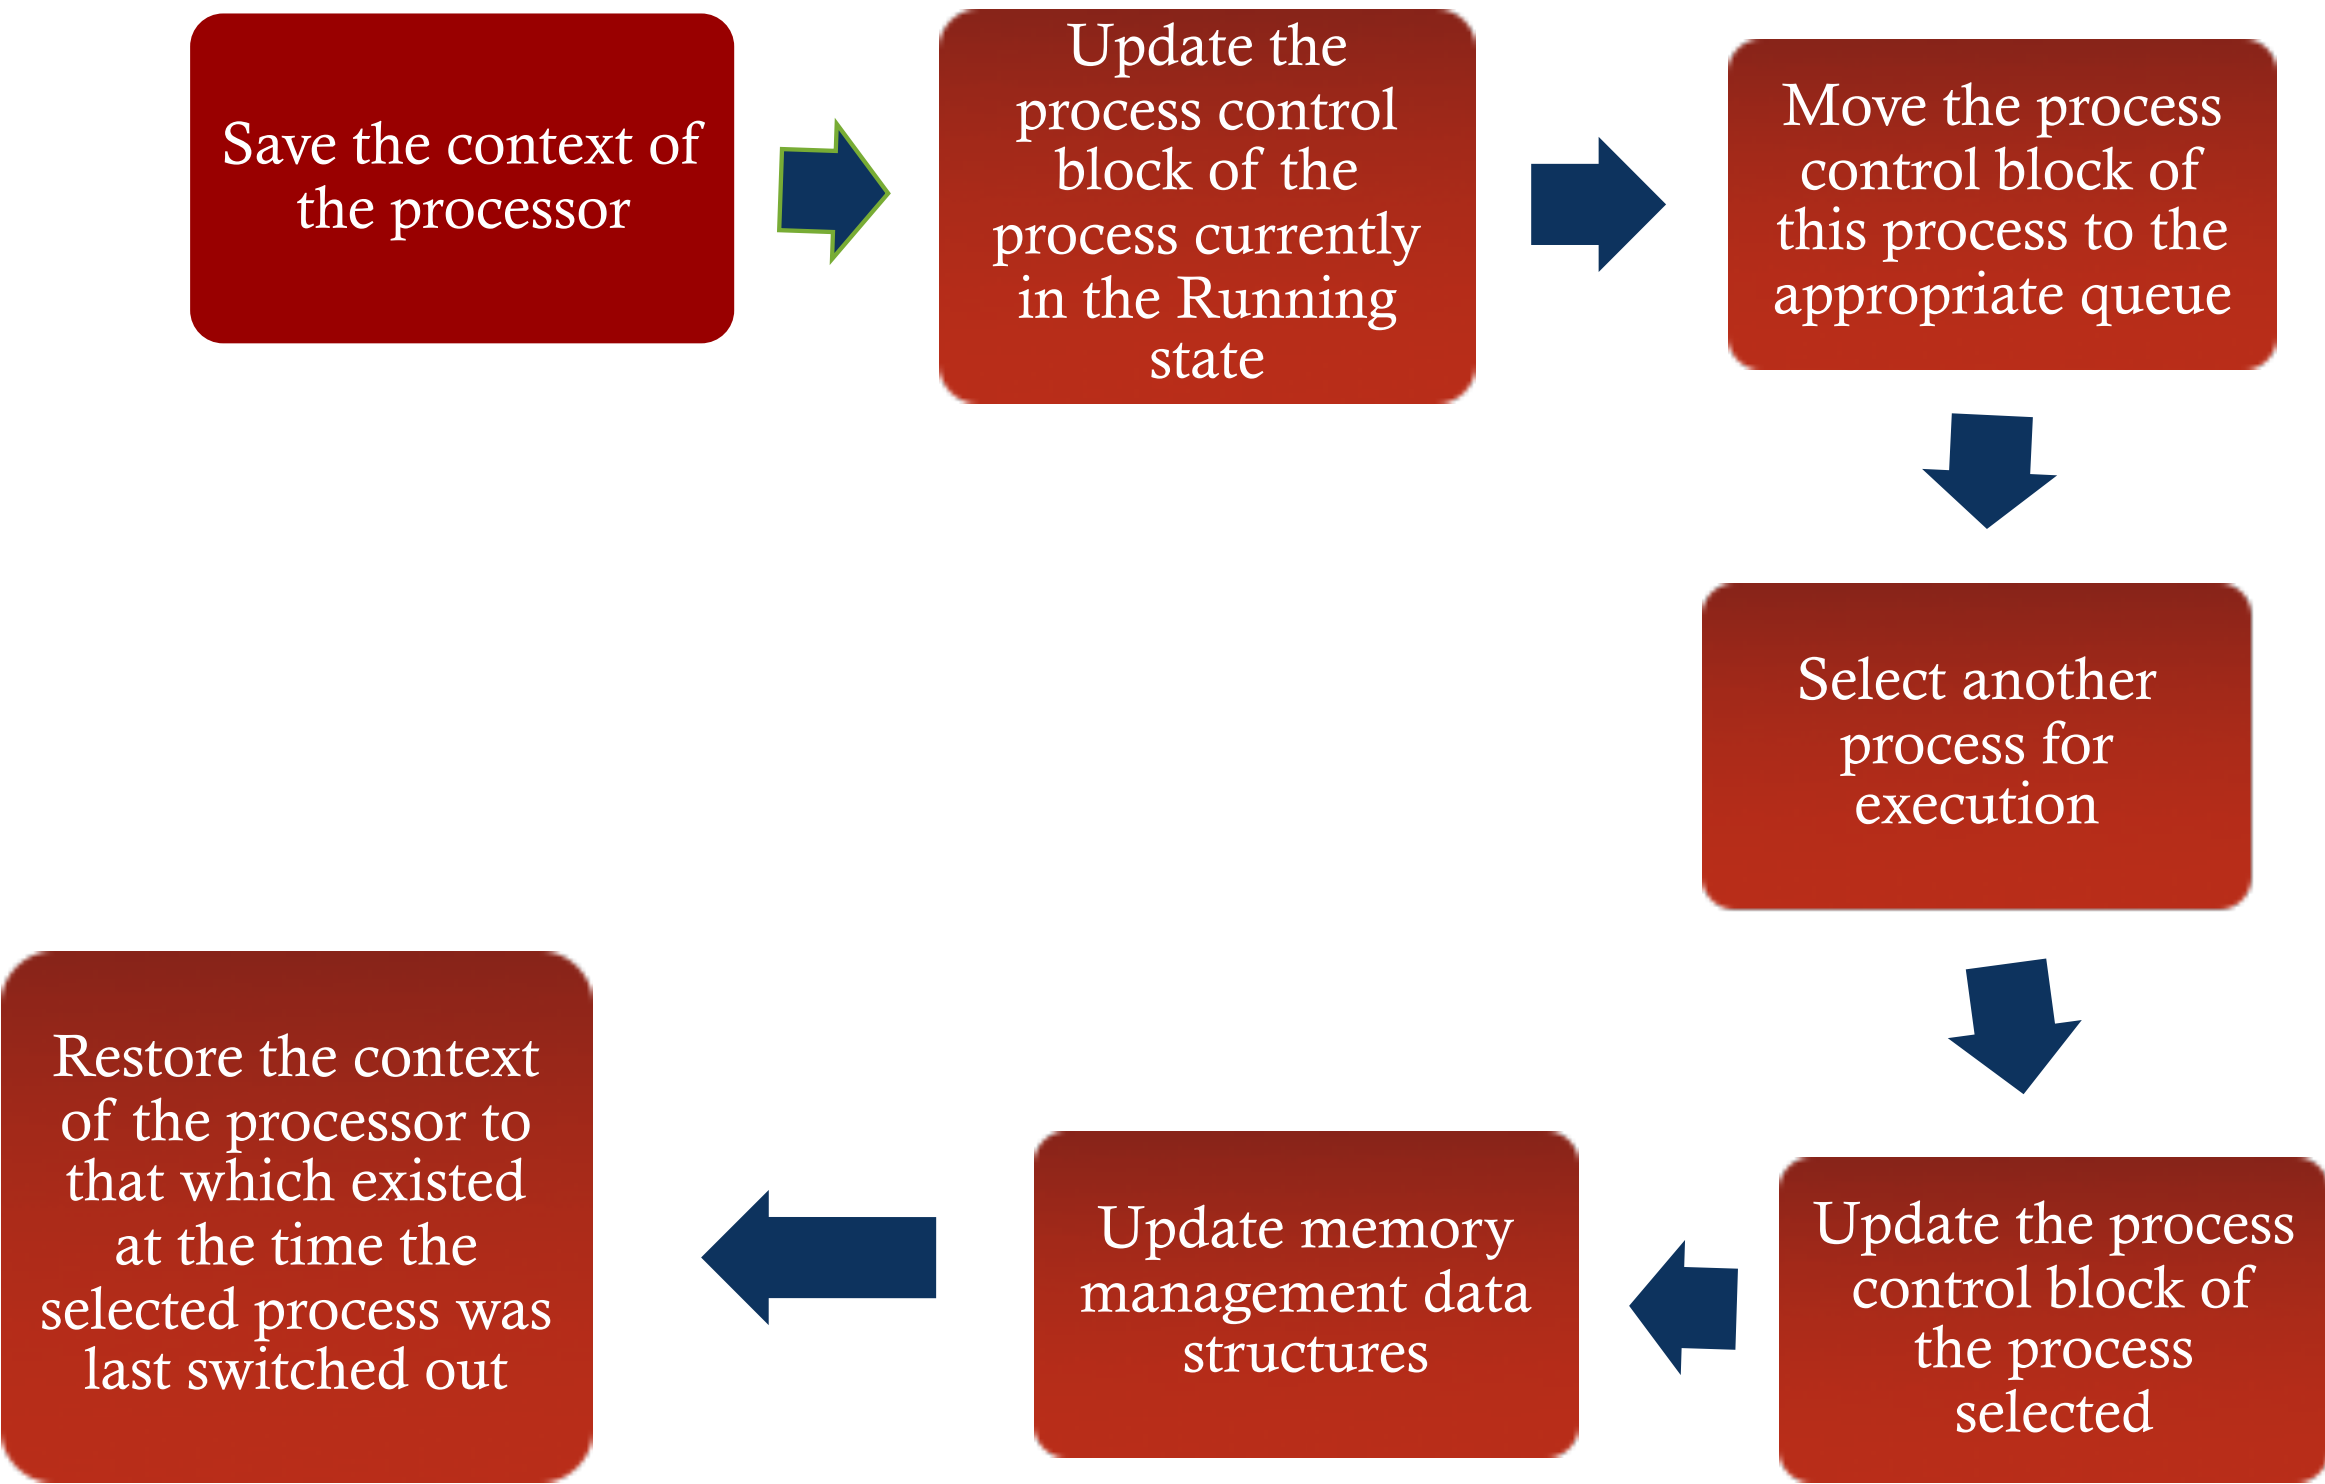 Save the context of
the processor
Update the
process control
block of the
process currently
in the Running
state
Move the process
control block of
this process to the
appropriate queue
Select another
process for
execution
Update the process
control block of
the process
selected
Update memory
management data
structures
Restore the context
of the processor to
that which existed
at the time the
selected process was
last switched out